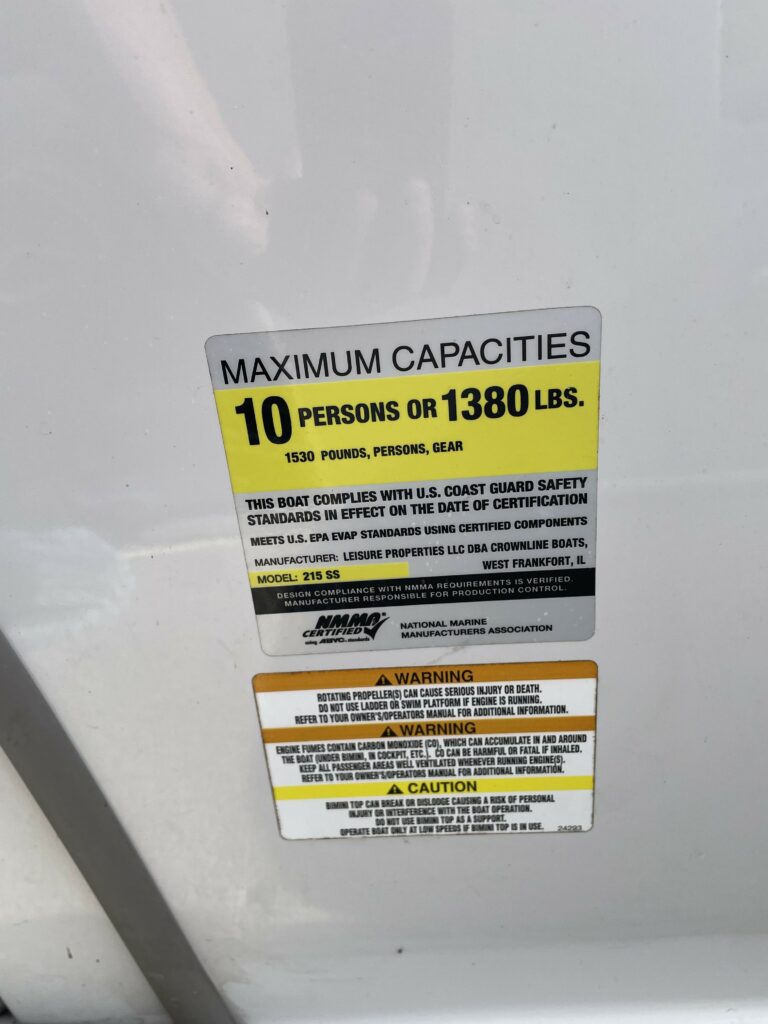 MAXIMUM CAPACITIES
10 PERSONS OR 1380 LBS.
1530 POUNDS, PERSONS, GEAR
THIS BOAT COMPLIES WITH U.S. COAST GUARD SAFETY
STANDARDS IN EFFECT ON THE DATE OF CERTIFICATION
MEETS U.S. EPA EVAP STANDARDS USING CERTIFIED COMPONENTS
MANUFACTURER: LEISURE PROPERTIES LLC DBA CROWNLINE BOATS,
WEST FRANKFORT, IL
MODEL: 215 SS
DESIGN COMPLIANCE WITH NMMA REQUIREMENTS IS VERIFIED.
MANUFACTURER RESPONSIBLE FOR PRODUCTION CONTROL.
NMMA®
CERTIFIED
using ABYC standards
NATIONAL MARINE
MANUFACTURERS ASSOCIATION
WARNING
ROTATING PROPELLER(S) CAN CAUSE SERIOUS INJURY OR DEATH.
DO NOT USE LADDER OR SWIM PLATFORM IF ENGINE IS RUNNING.
REFER TO YOUR OWNER'S/OPERATORS MANUAL FOR ADDITIONAL INFORMATION.
WARNING
ENGINE FUMES CONTAIN CARBON MONOXIDE (CO), WHICH CAN ACCUMULATE IN AND AROUND
THE BOAT (UNDER BIMINI, IN COCKPIT, ETC.). CO CAN BE HARMFUL OR FATAL IF INHALED.
KEEP ALL PASSENGER AREAS WELL VENTILATED WHENEVER RUNNING ENGINE(S).
REFER TO YOUR OWNER'S/OPERATORS MANUAL FOR ADDITIONAL INFORMATION.
CAUTION
BIMINI TOP CAN BREAK OR DISLODGE CAUSING A RISK OF PERSONAL
INJURY OR INTERFERENCE WITH THE BOAT OPERATION.
DO NOT USE BIMINI TOP AS A SUPPORT.
OPERATE BOAT ONLY AT LOW SPEEDS IF BIMINI TOP IS IN USE.
24293